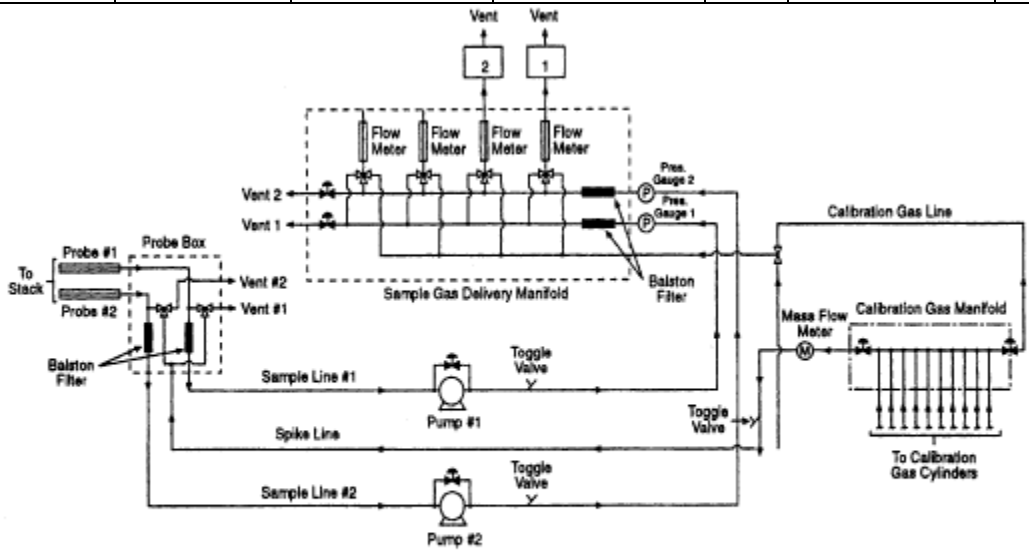 Vent
Vent
2
1
Flow
Meter
Flow
Meter
Flow
Meter
Flow
Meter
Vent 2
Vent 1
Pres.
Gauge 2
P
Pres.
Gauge 1
P
Balston
Filter
Sample Gas Delivery Manifold
Calibration Gas Line
To
Stack
Probe #1
Probe #2
Probe Box
Vent #2
Vent #1
Balston
Filter
Mass Flow
Meter
M
Calibration Gas Manifold
Sample Line #1
Pump #1
Toggle
Valve
Toggle
Valve
Spike Line
To Calibration
Gas Cylinders
Sample Line #2
Pump #2
Toggle
Valve